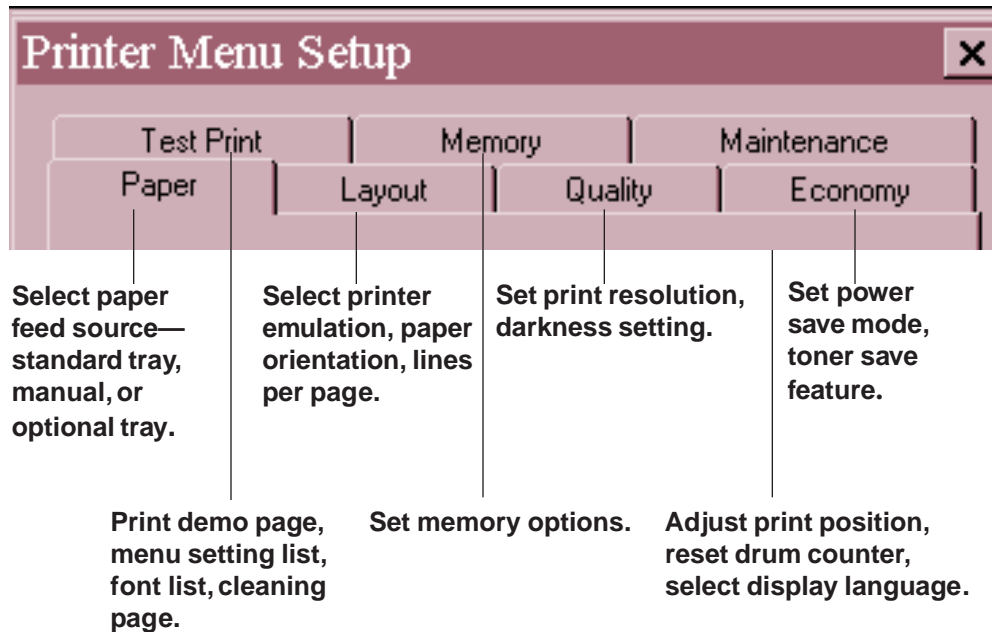 Printer Menu Setup
Test Print
Memory
Maintenance
Paper
Layout
Quality
Economy
Select paper
feed source—
standard tray,
manual, or
optional tray.
Select printer
emulation, paper
orientation, lines
per page.
Set print resolution,
darkness setting.
Set power
save mode,
toner save
feature.
Print demo page,
menu setting list,
font list, cleaning
page.
Set memory options.
Adjust print position,
reset drum counter,
select display language.